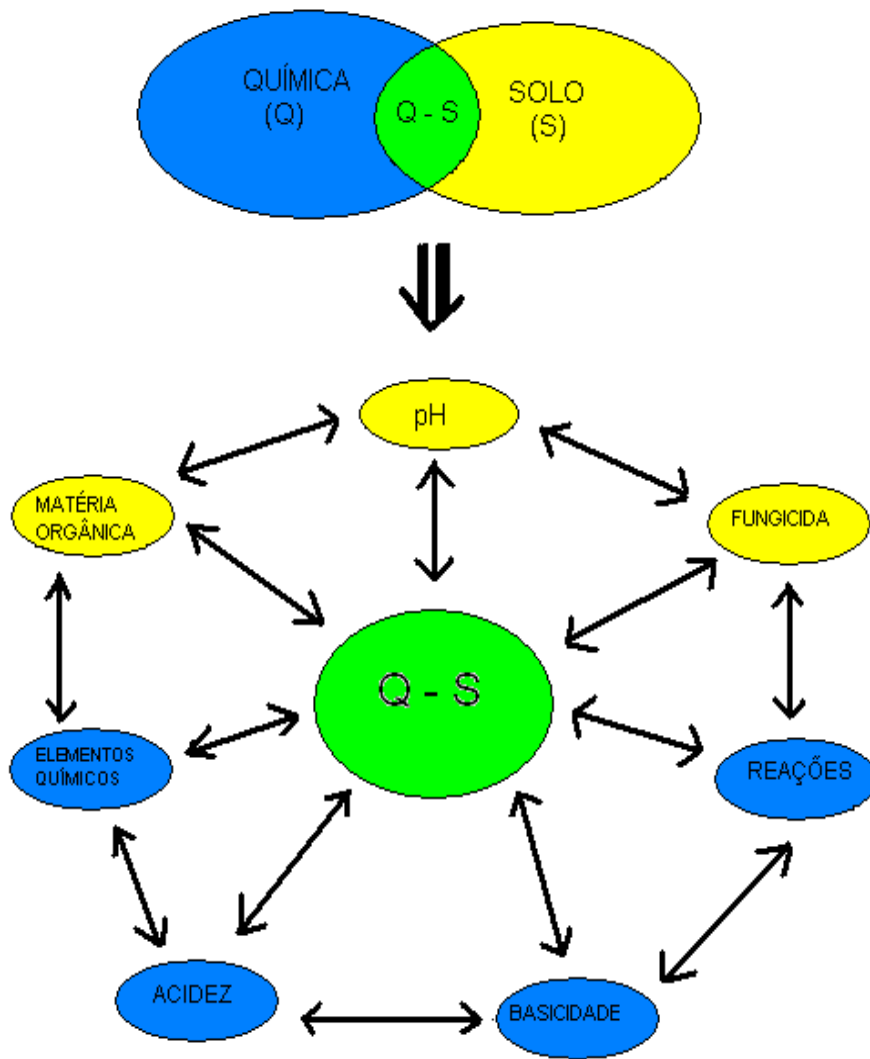 QUÍMICA
(Q)
Q - S
SOLO
(S)
pH
MATÉRIA
ORGÂNICA
FUNGICIDA
Q - S
ELEMENTOS
QUÍMICOS
REAÇÕES
ACIDEZ
BASICIDADE